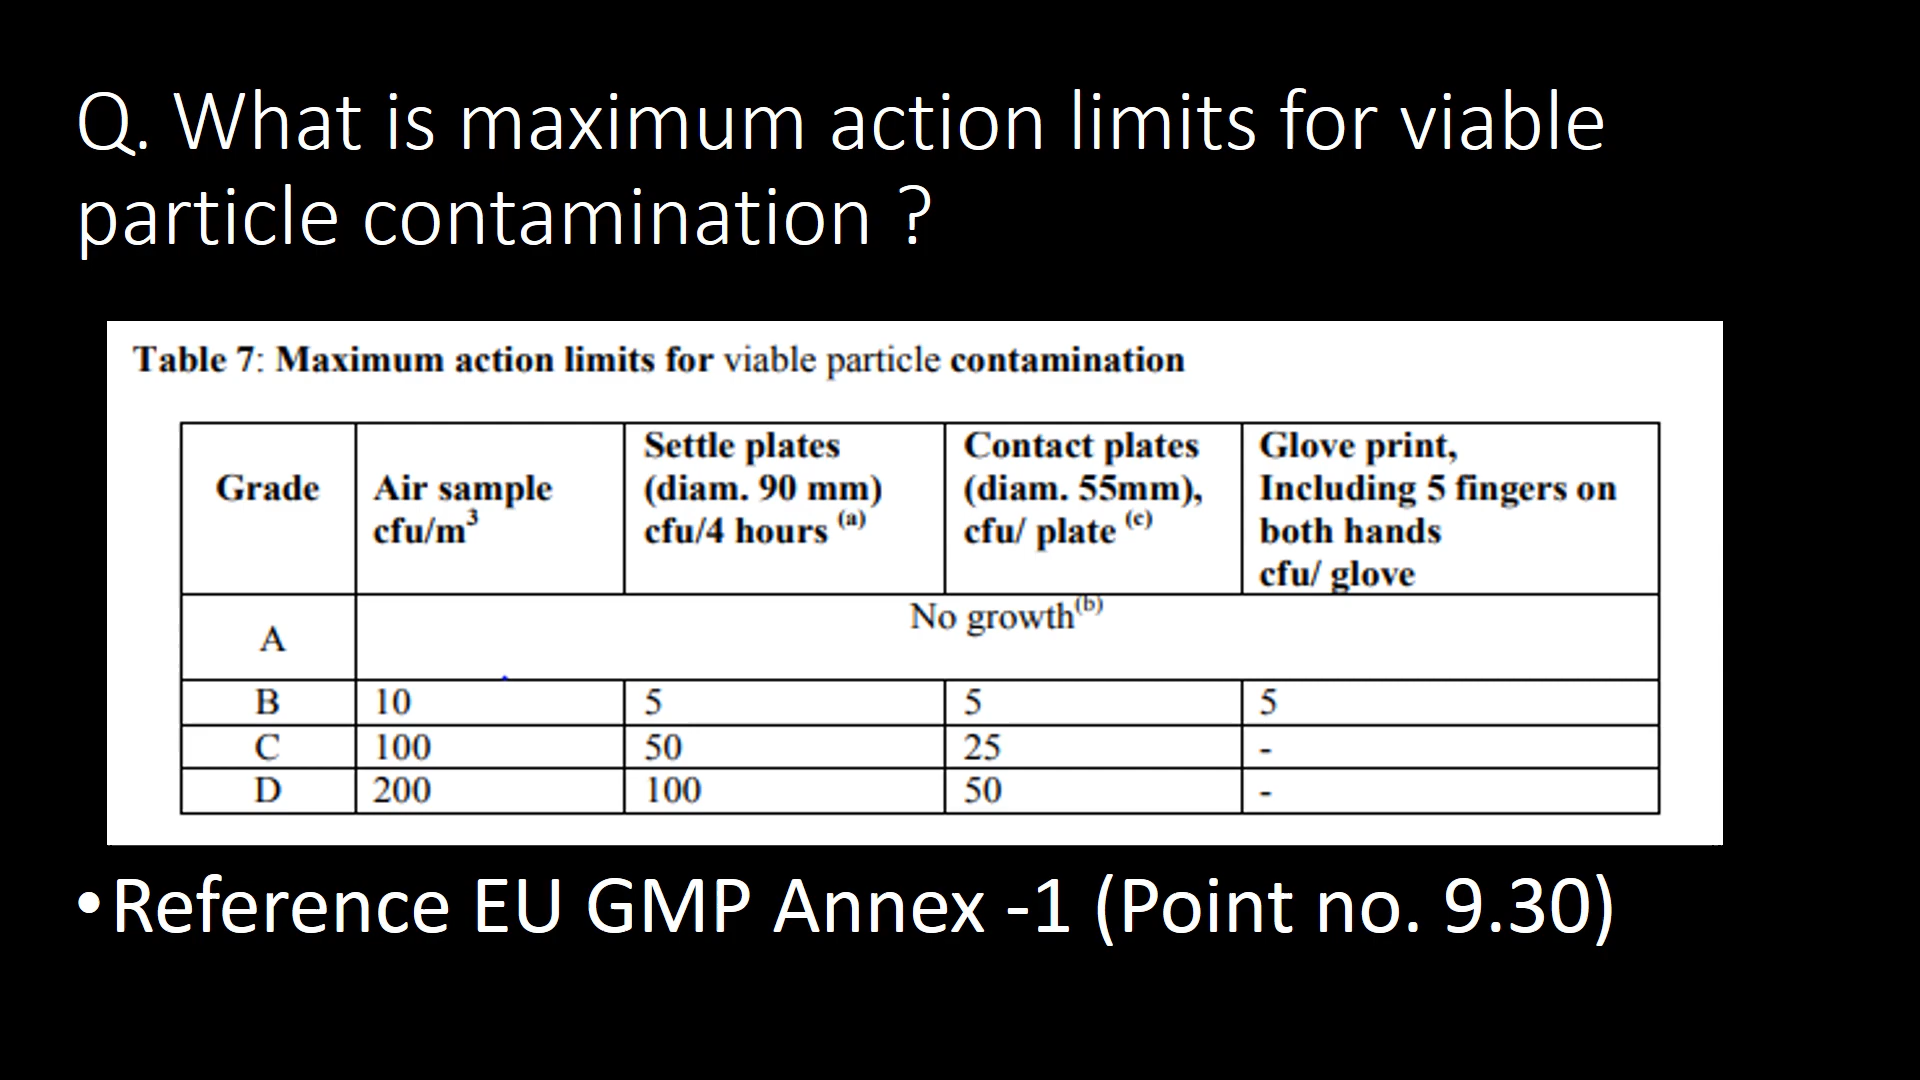 Q. What is maximum action limits for viable
particle contamination ?
Table 7: Maximum action limits for viable particle contamination
Grade
Air sample
cfu/m³
Settle plates
(diam. 90 mm)
cfu/4 hours (a)
Contact plates
(diam. 55mm),
cfu/ plate (c)
Glove print,
Including 5 fingers on
both hands
cfu/ glove
A
No growth(b)
B 10 5 5 5
C 100 50 25 -
D 200 100 50 -
•Reference EU GMP Annex -1 (Point no. 9.30)